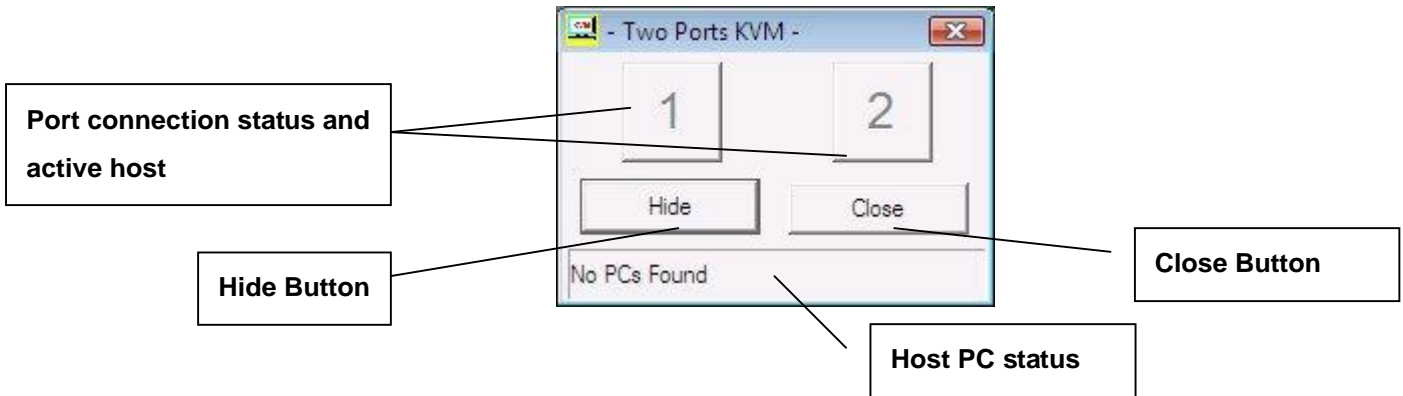 - Two Ports KVM -
1
2
Port connection status and
active host
Hide
Close
Hide Button
No PCs Found
Close Button
Host PC status